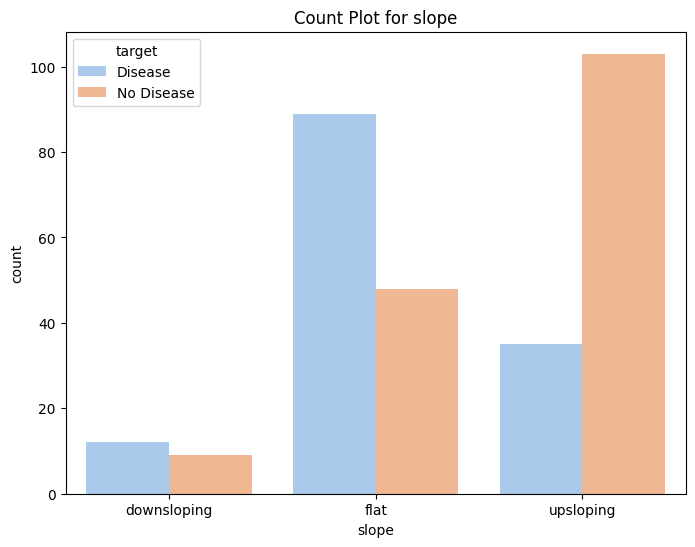 Count Plot for slope
target
Disease
No Disease
100
80
60
40
20
0
count
downsloping flat upsloping
slope